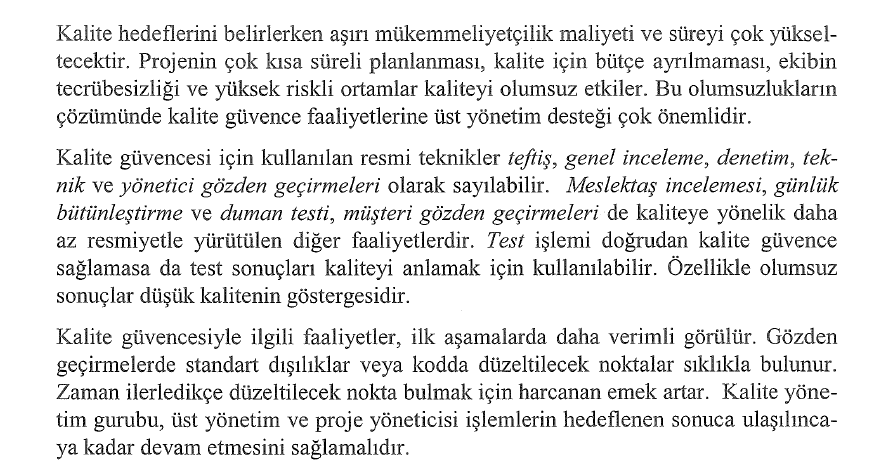 Kalite hedeflerini belirlerken aşırı mükemmeliyetçilik maliyeti ve süreyi çok yüksel-
tecektir. Projenin çok kısa süreli planlanması, kalite için bütçe ayrılmaması, ekibin
tecrübesizliği ve yüksek riskli ortamlar kaliteyi olumsuz etkiler. Bu olumsuzlukların
çözümünde kalite güvence faaliyetlerine üst yönetim desteği çok önemlidir.
Kalite güvencesi için kullanılan resmi teknikler teftiş, genel inceleme, denetim, tek-
nik ve yönetici gözden geçirmeleri olarak sayılabilir. Meslektaş incelemesi, günlük
bütünleştirme ve duman testi, müşteri gözden geçirmeleri de kaliteye yönelik daha
az resmiyetle yürütülen diğer faaliyetlerdir. Test işlemi doğrudan kalite güvence
sağlamasa da test sonuçları kaliteyi anlamak için kullanılabilir. Özellikle olumsuz
sonuçlar düşük kalitenin göstergesidir.
Kalite güvencesiyle ilgili faaliyetler, ilk aşamalarda daha verimli görülür. Gözden
geçirmelerde standart dışılıklar veya kodda düzeltilecek noktalar sıklıkla bulunur.
Zaman ilerledikçe düzeltilecek nokta bulmak için harcanan emek artar. Kalite yöne-
tim gurubu, üst yönetim ve proje yöneticisi işlemlerin hedeflenen sonuca ulaşılınca-
ya kadar devam etmesini sağlamalıdır.